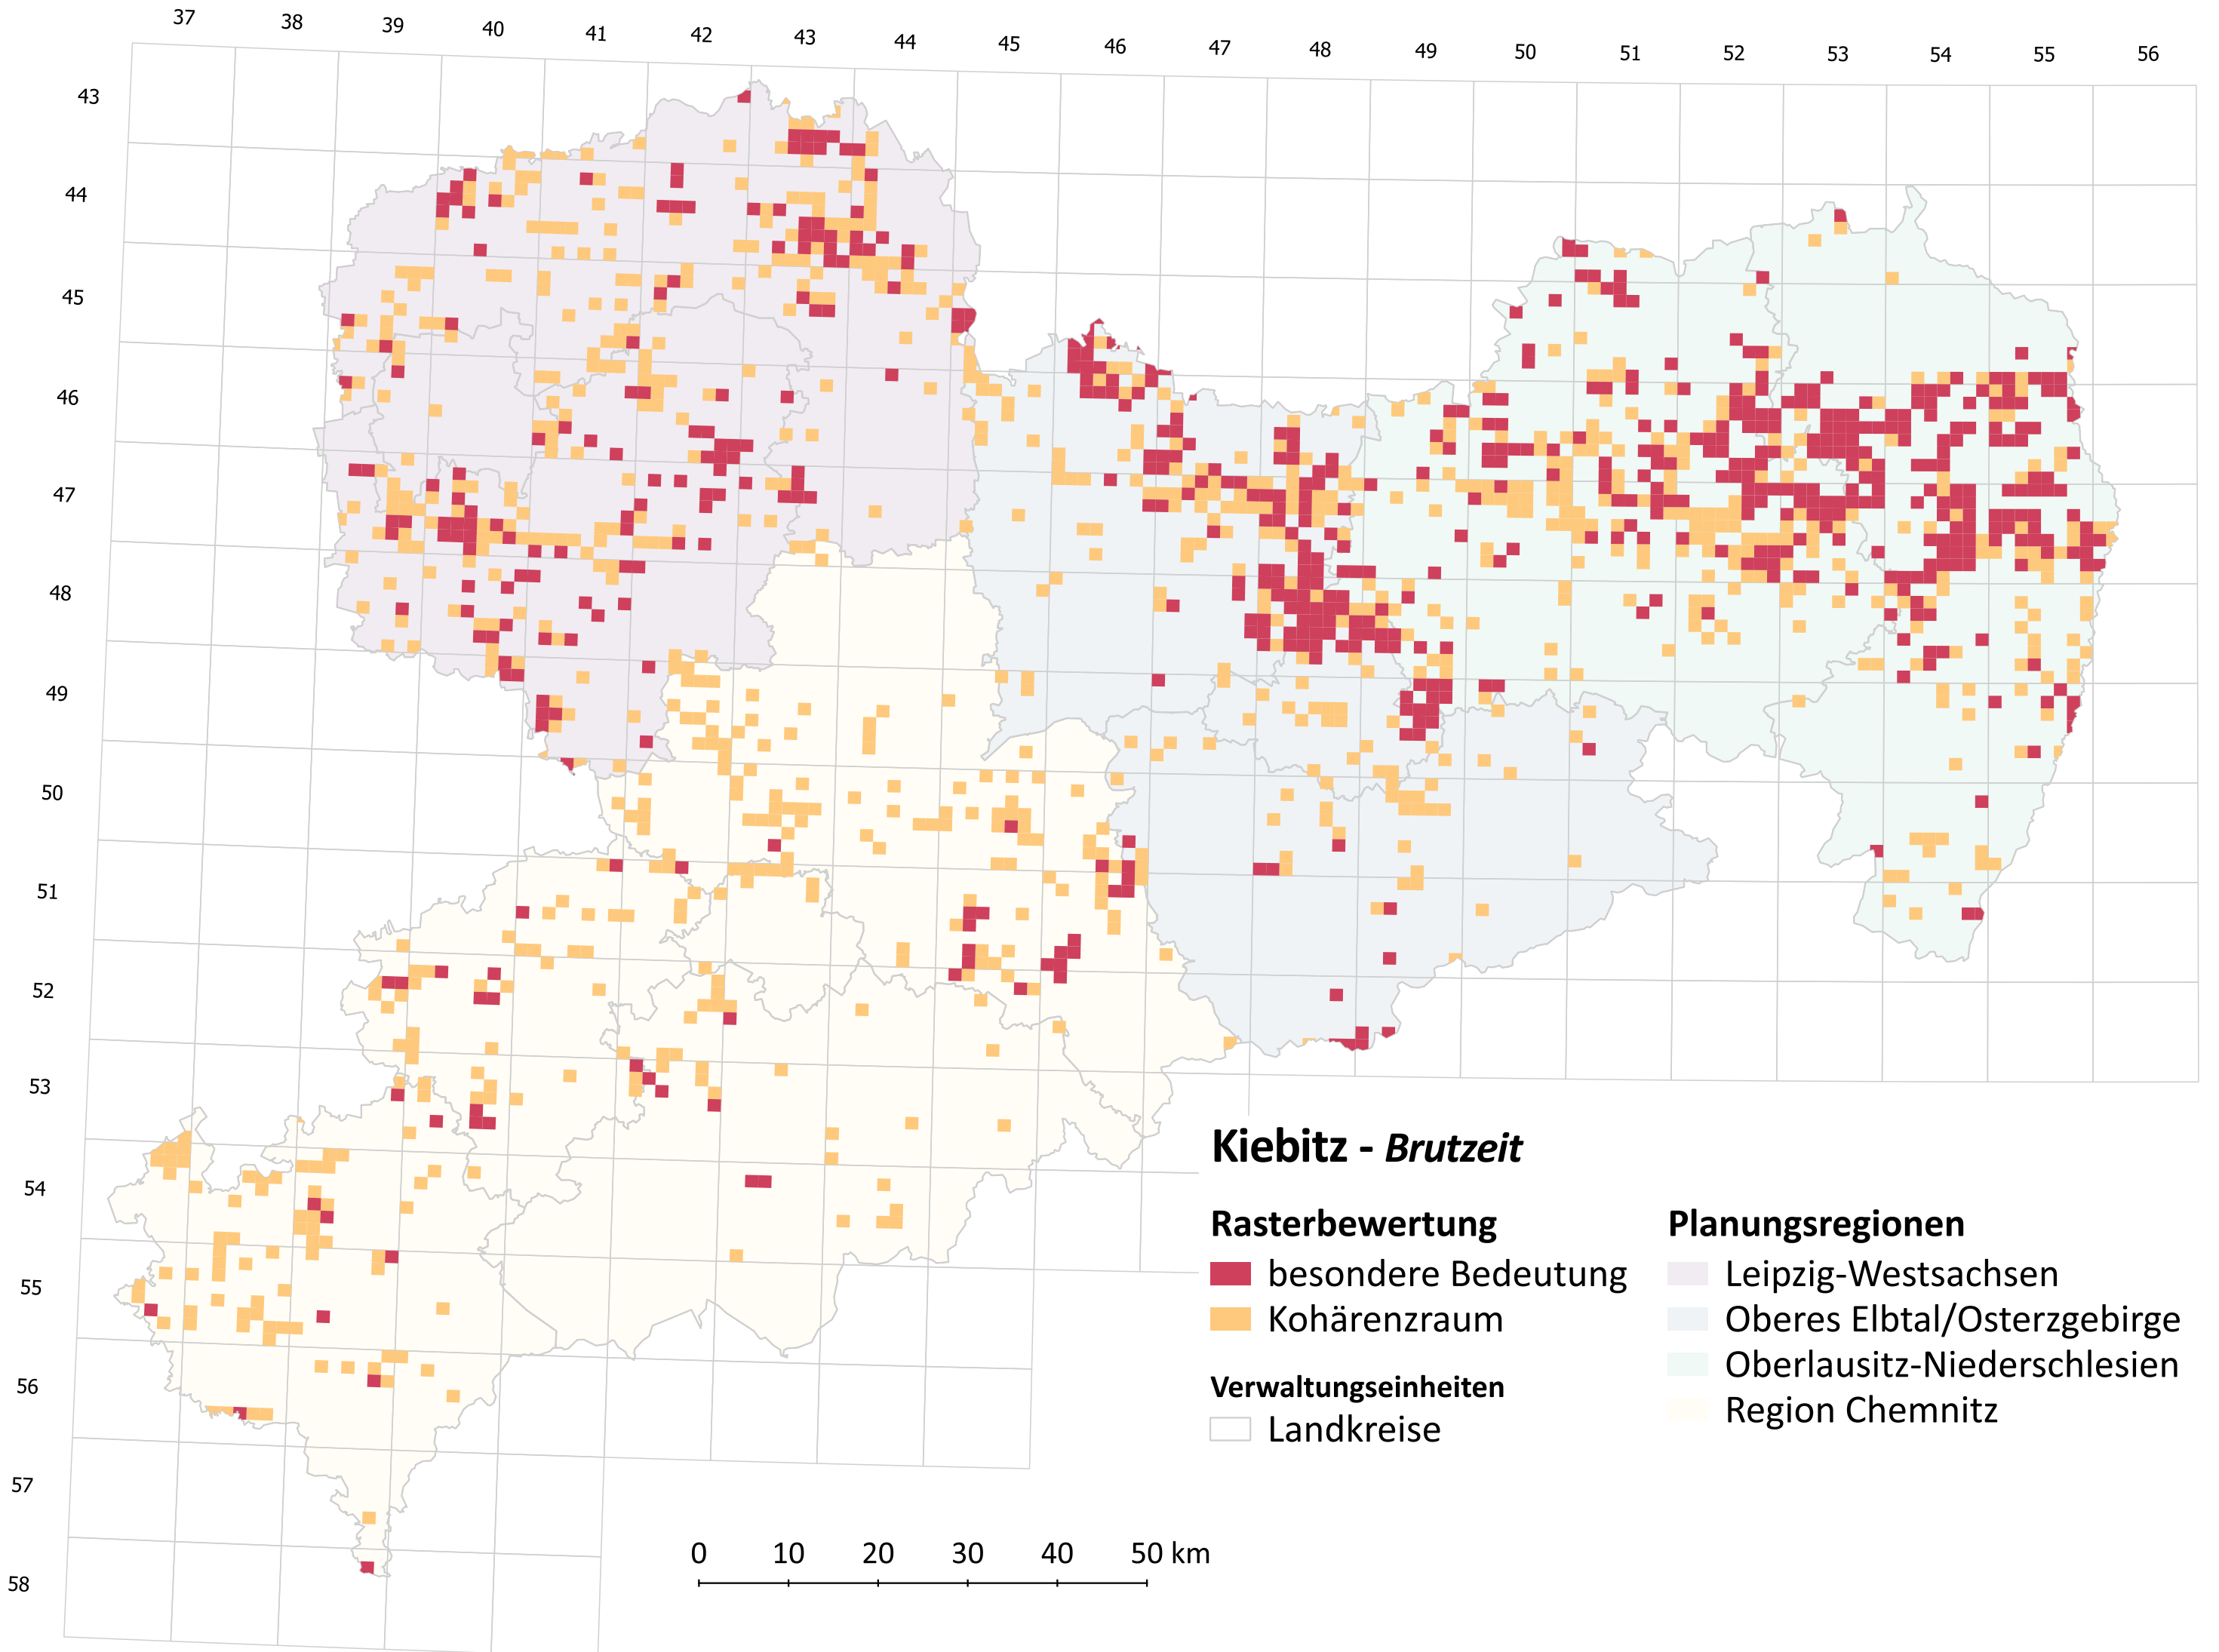 37 38 39 40 41 42 43 44 45 46 47 48 49 50 51 52 53 54 55 56
43
44
45
46
47
48
49
50
51
52
53
54
55
56
57
58
Kiebitz - Brutzeit
Rasterbewertung
besondere Bedeutung
Kohärenzraum
Verwaltungseinheiten
Landkreise
Planungsregionen
Leipzig-Westsachsen
Oberes Elbtal/Osterzgebirge
Oberlausitz-Niederschlesien
Region Chemnitz
0 10 20 30 40 50 km